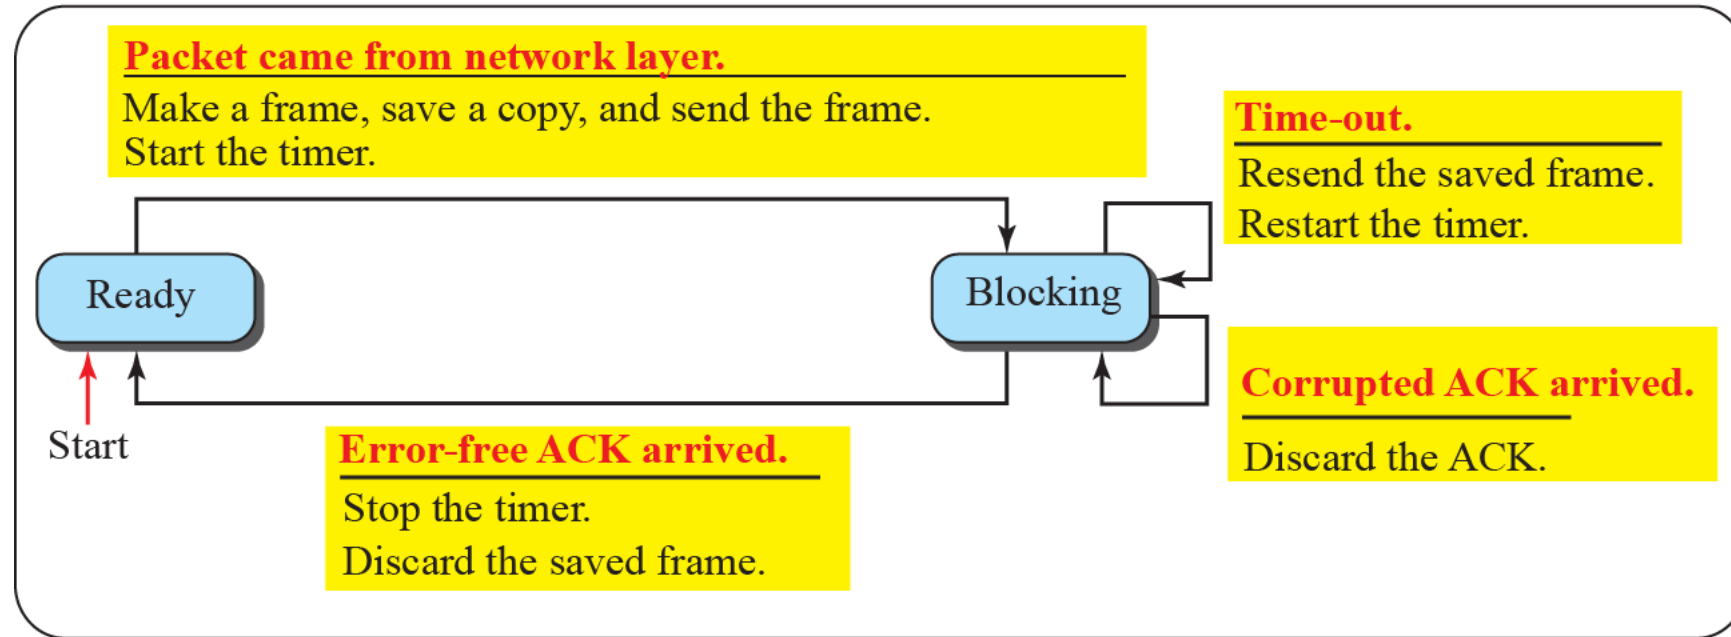 Packet came from network layer.
Make a frame, save a copy, and send the frame.
Start the timer.
Time-out.
Resend the saved frame.
Restart the timer.
Ready
Blocking
Start
Error-free ACK arrived.
Stop the timer.
Discard the saved frame.
Corrupted ACK arrived.
Discard the ACK.